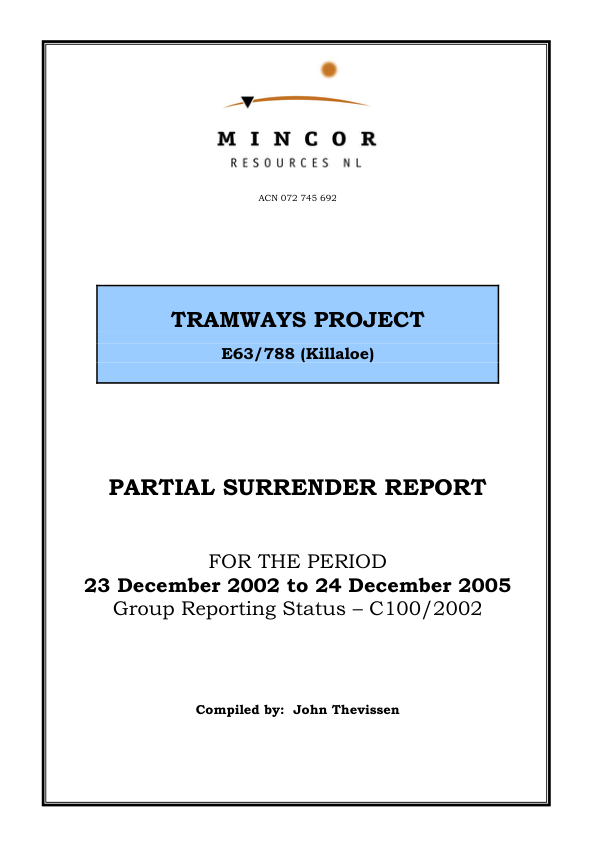 MINCOR
RESOURCES NL
ACN 072 745 692
TRAMWAYS PROJECT
E63/788 (Killaloe)
PARTIAL SURRENDER REPORT
FOR THE PERIOD
23 December 2002 to 24 December 2005
Group Reporting Status – C100/2002
Compiled by: John Thevissen